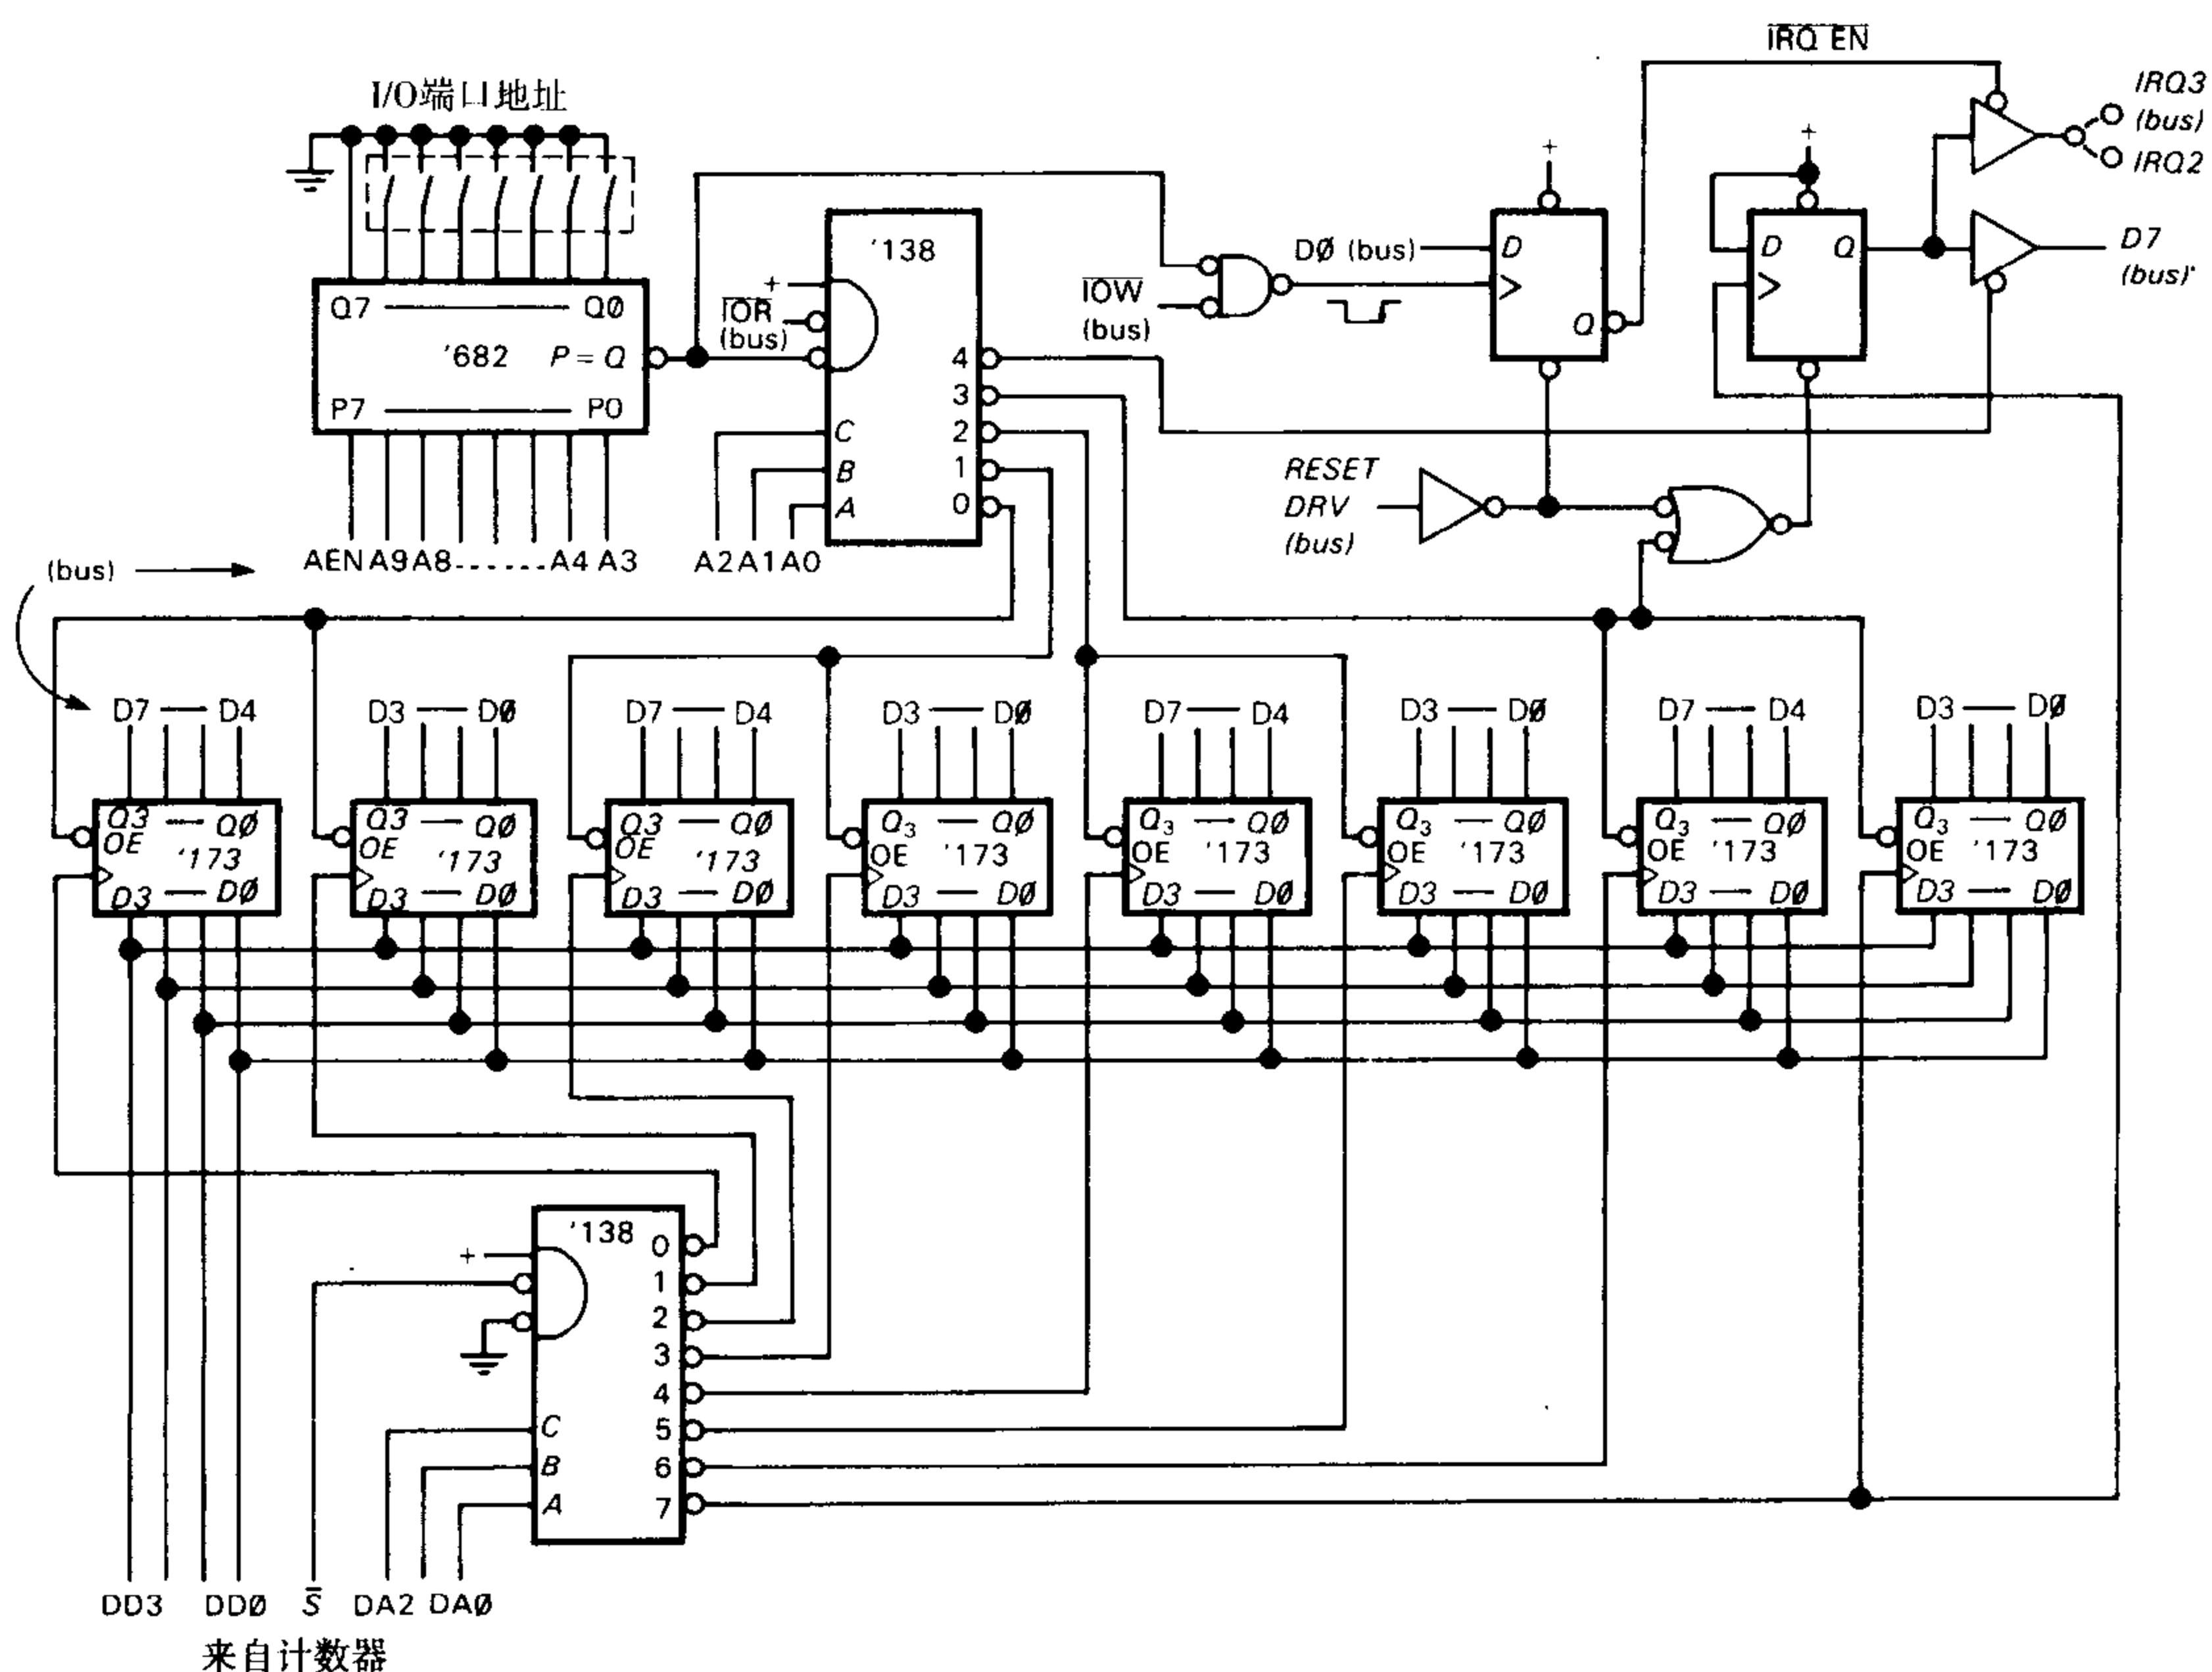 I/O端口地址
Q7 Q0
'682 P = Q
P7 P0
AEN A9 A8 ------ A4 A3
(bus)
'138
+
IOR
(bus)
4
3
C 2
B 1
A 0
A2 A1 A0
IOW
(bus)
DØ (bus)
+
D
Q
IRQ EN
+
D Q
IRQ3
(bus)
IRQ2
D7
(bus)
RESET
DRV
(bus)
D7 — D4
D3 — DØ
D7 — D4
D3 — DØ
D7 — D4
D3 — DØ
D7 — D4
D3 — DØ
Q3 — QØ
OE '173
D3 — DØ
Q3 — QØ
OE '173
D3 — DØ
Q3 — QØ
OE '173
D3 — DØ
Q3 — QØ
OE '173
D3 — DØ
Q3 — QØ
OE '173
D3 — DØ
Q3 — QØ
OE '173
D3 — DØ
Q3 — QØ
OE '173
D3 — DØ
Q3 — QØ
OE '173
D3 — DØ
'138
+
0
1
2
3
4
C 5
B 6
A 7
DD3 DDØ S̅ DA2 DAØ
来自计数器